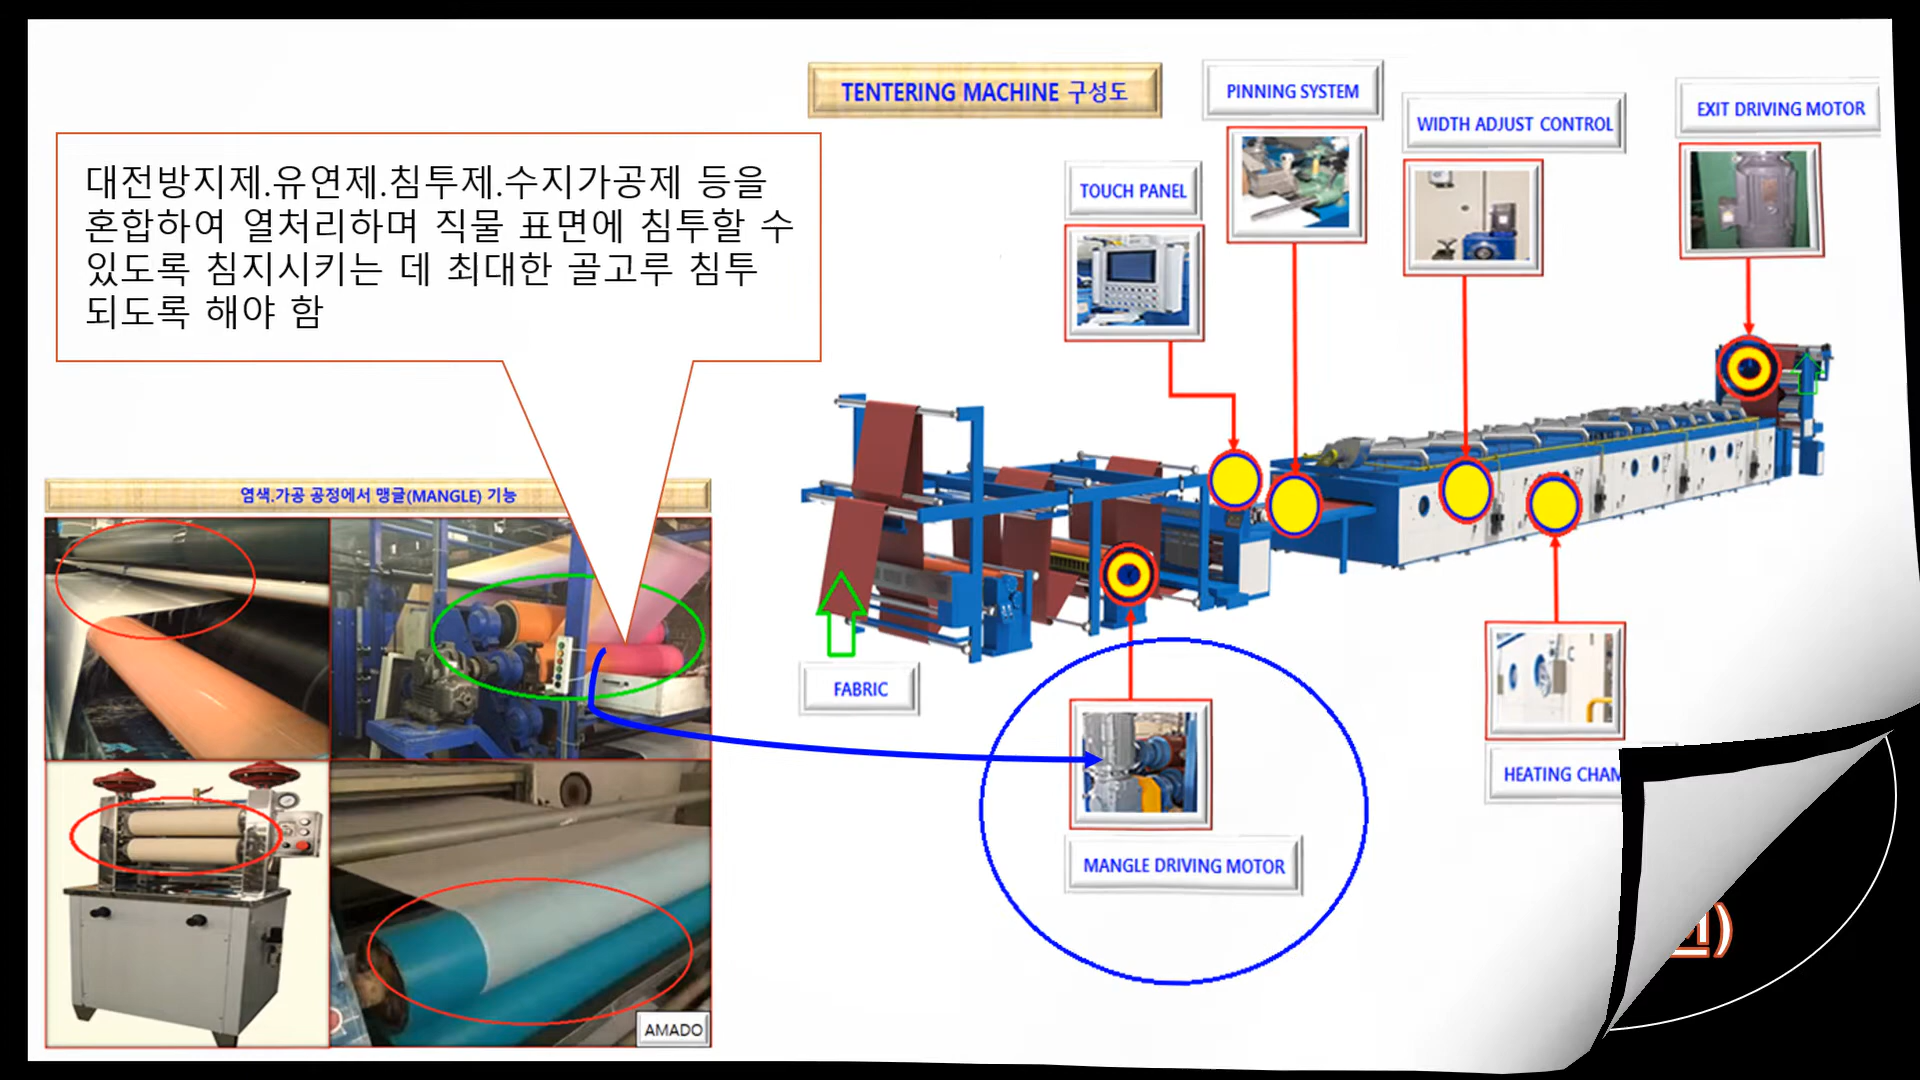 TENTERING MACHINE 구성도
PINNING SYSTEM
WIDTH ADJUST CONTROL
EXIT DRIVING MOTOR
TOUCH PANEL
대전방지제.유연제.침투제.수지가공제 등을
혼합하여 열처리하며 직물 표면에 침투할 수
있도록 침지시키는 데 최대한 골고루 침투
되도록 해야 함
염색.가공 공정에서 맹글(MANGLE) 기능
FABRIC
HEATING CHAM
MANGLE DRIVING MOTOR
AMADO